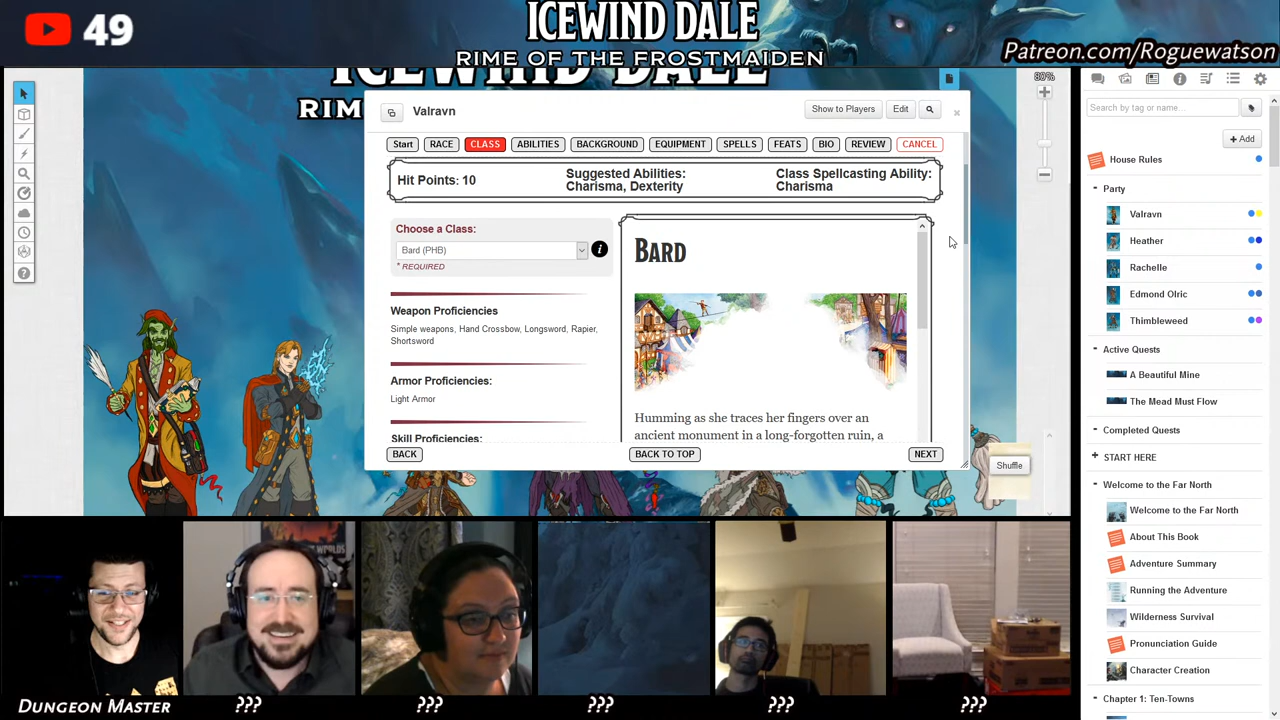 49
ICEWIND DALE
RIME OF THE FROSTMAIDEN
Patreon.com/Roguewatson
80%
Valravn
Show to Players
Edit
Start
RACE
CLASS
ABILITIES
BACKGROUND
EQUIPMENT
SPELLS
FEATS
BIO
REVIEW
CANCEL
Hit Points: 10
Suggested Abilities:
Charisma, Dexterity
Class Spellcasting Ability:
Charisma
Choose a Class:
Bard (PHB)
* REQUIRED
Weapon Proficiencies
Simple weapons, Hand Crossbow, Longsword, Rapier,
Shortsword
Armor Proficiencies:
Light Armor
Skill Proficiencies:
BARD
Humming as she traces her fingers over an
ancient monument in a long-forgotten ruin, a
BACK
BACK TO TOP
NEXT
Shuffle
Search by tag or name...
+ Add
House Rules
Party
Valravn
Heather
Rachelle
Edmond Olric
Thimbleweed
Active Quests
A Beautiful Mine
The Mead Must Flow
Completed Quests
START HERE
Welcome to the Far North
Welcome to the Far North
About This Book
Adventure Summary
Running the Adventure
Wilderness Survival
Pronunciation Guide
Character Creation
Chapter 1: Ten-Towns
DUNGEON MASTER
???
???
???
???
???